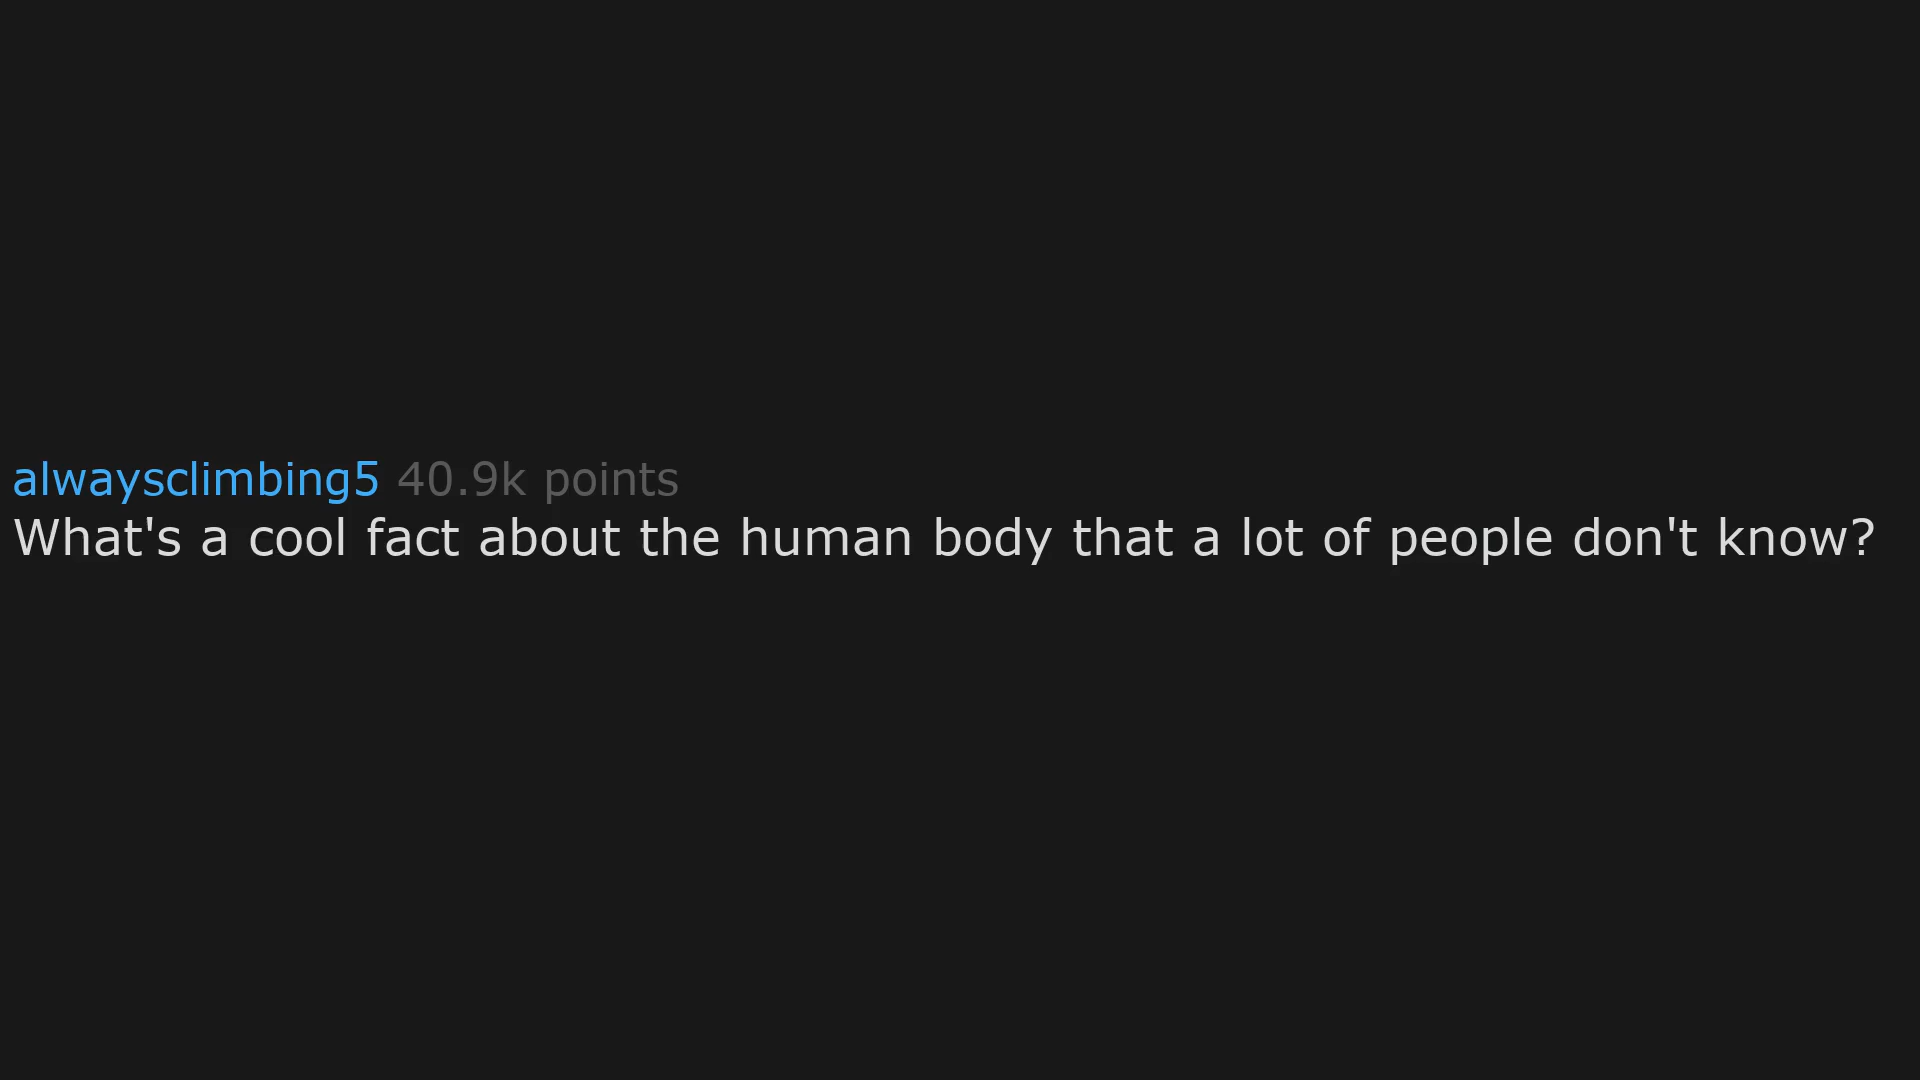 alwaysclimbing5 40.9k points
What's a cool fact about the human body that a lot of people don't know?